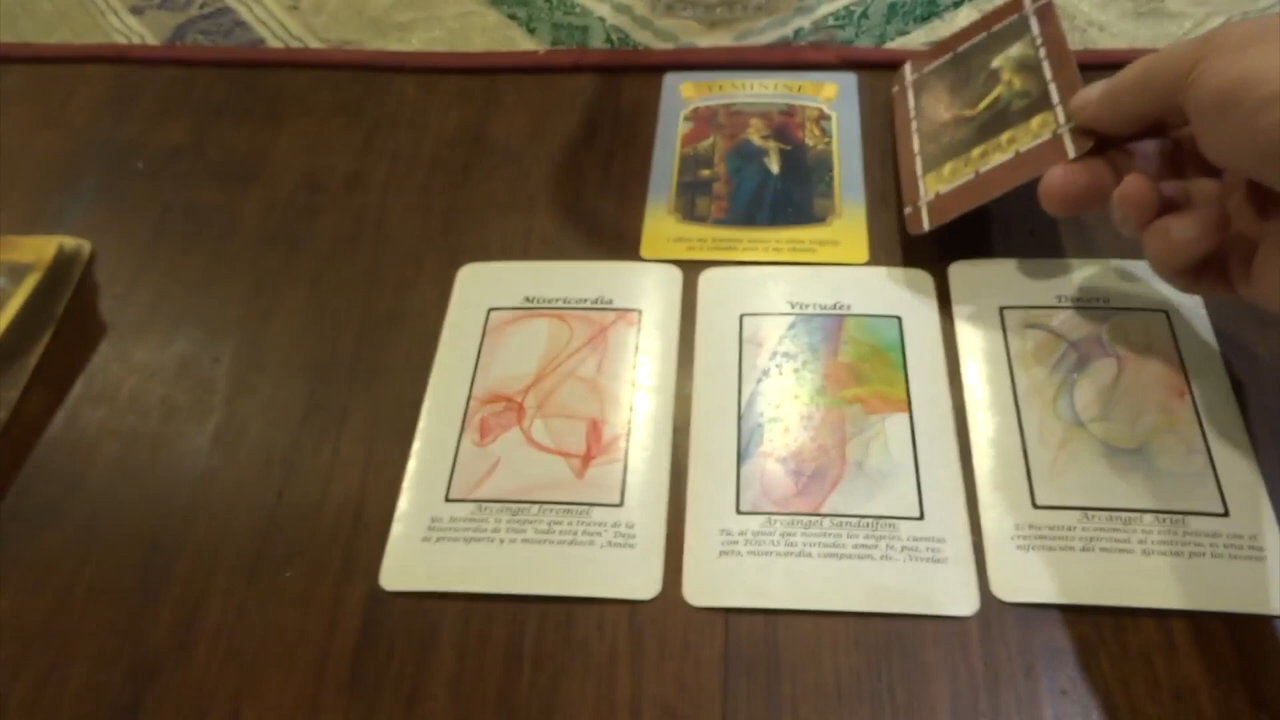 FEMININE
Misericordia
Arcángel Jeremiel
Yo, Jeremiel, te aseguro que a través de la
Misericordia de Dios "todo está bien". Deja
de preocuparte y se misericordios@. ¡Amén!
Virtudes
Arcángel Sandalfón
Tú, al igual que nosotros los ángeles, cuentas
con TODAS las virtudes: amor, fe, paz, res-
peto, misericordia, compasión, etc.. ¡Vívelas!
Dinero
Arcángel Ariel
El bienestar económico no está peleado con el
crecimiento espiritual, al contrario, es una ma-
nifestación del mismo. ¡Gracias por los